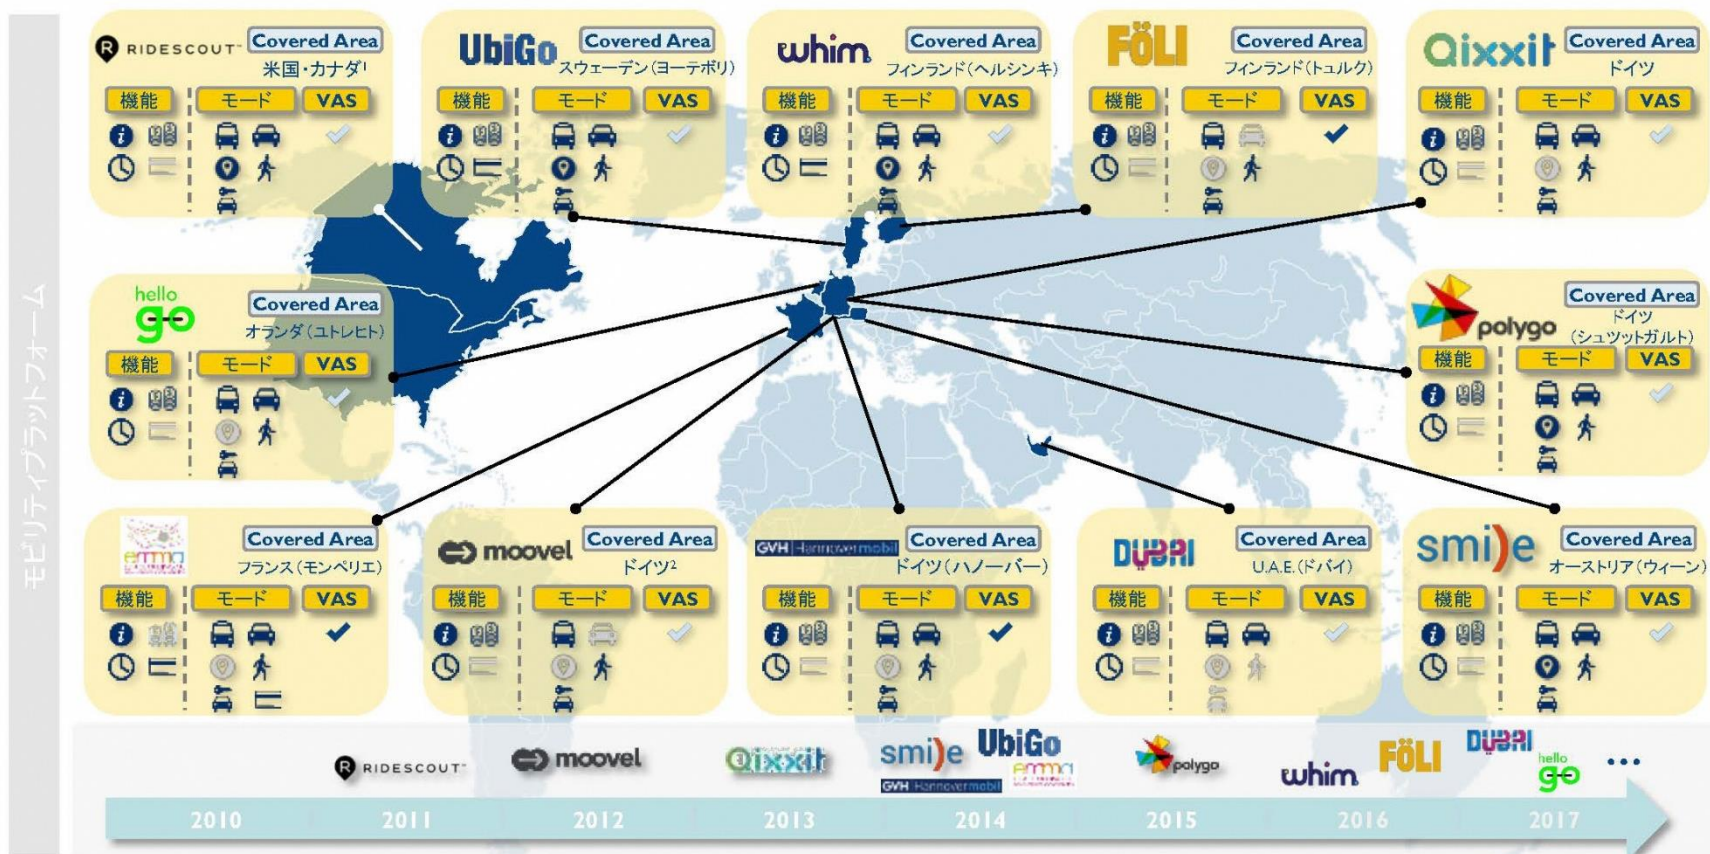 モビリティプラットフォーム
RIDESCOUT™
Covered Area
米国・カナダ¹
機能
モード
VAS
UbiGo
Covered Area
スウェーデン(ヨーテボリ)
機能
モード
VAS
whim
Covered Area
フィンランド(ヘルシンキ)
機能
モード
VAS
FÖLI
Covered Area
フィンランド(トュルク)
機能
モード
VAS
Qixxit
Covered Area
ドイツ
機能
モード
VAS
hello
go
Covered Area
オランダ(ユトレヒト)
機能
モード
VAS
polygo
Covered Area
ドイツ
(シュツットガルト)
機能
モード
VAS
emma
Covered Area
フランス(モンペリエ)
機能
モード
VAS
moovel
Covered Area
ドイツ²
機能
モード
VAS
GVH Hannovermobil
Covered Area
ドイツ(ハノーバー)
機能
モード
VAS
DUBAI
Covered Area
U.A.E.(ドバイ)
機能
モード
VAS
smile
Covered Area
オーストリア(ウィーン)
機能
モード
VAS
RIDESCOUT™
moovel
Qixxit
smile
UbiGo
GVH Hannovermobil
emma
polygo
whim
FÖLI
DUBAI
hello
go
...
2010
2011
2012
2013
2014
2015
2016
2017